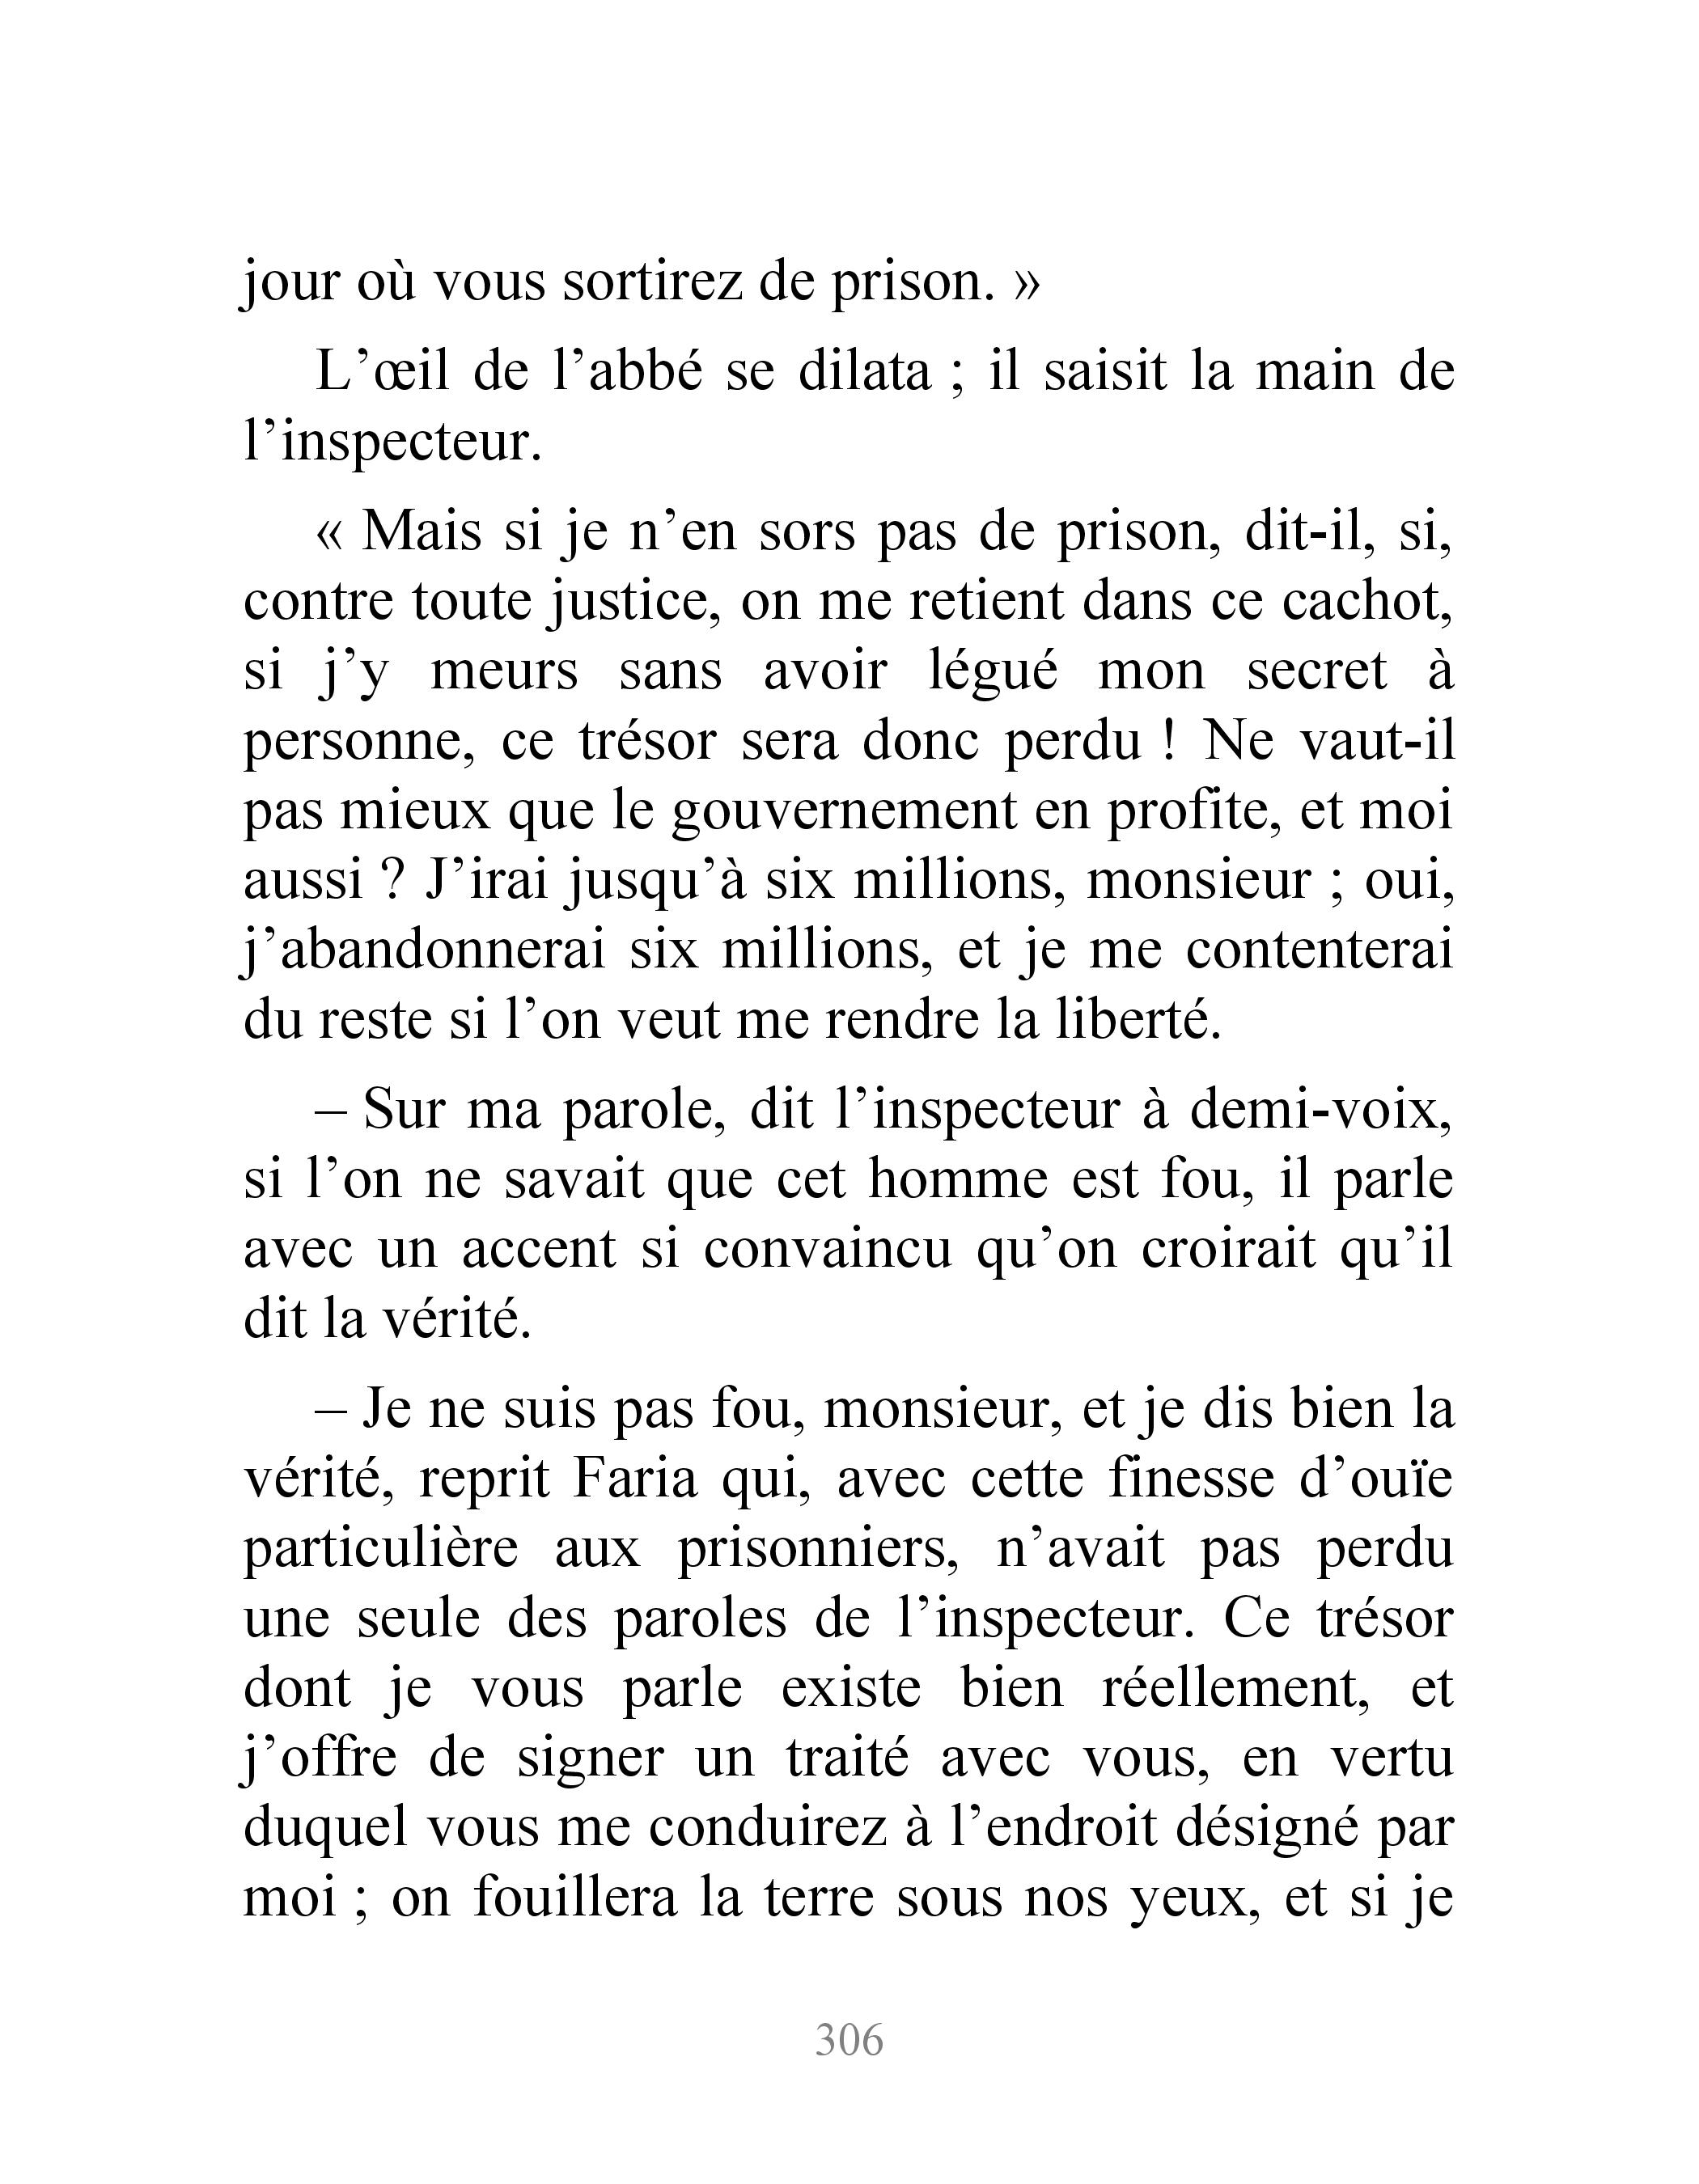 jour où vous sortirez de prison. »
L’œil de l’abbé se dilata ; il saisit la main de
l’inspecteur.
« Mais si je n’en sors pas de prison, dit-il, si,
contre toute justice, on me retient dans ce cachot,
si j’y meurs sans avoir légué mon secret à
personne, ce trésor sera donc perdu ! Ne vaut-il
pas mieux que le gouvernement en profite, et moi
aussi ? J’irai jusqu’à six millions, monsieur ; oui,
j’abandonnerai six millions, et je me contenterai
du reste si l’on veut me rendre la liberté.
– Sur ma parole, dit l’inspecteur à demi-voix,
si l’on ne savait que cet homme est fou, il parle
avec un accent si convaincu qu’on croirait qu’il
dit la vérité.
– Je ne suis pas fou, monsieur, et je dis bien la
vérité, reprit Faria qui, avec cette finesse d’ouïe
particulière aux prisonniers, n’avait pas perdu
une seule des paroles de l’inspecteur. Ce trésor
dont je vous parle existe bien réellement, et
j’offre de signer un traité avec vous, en vertu
duquel vous me conduirez à l’endroit désigné par
moi ; on fouillera la terre sous nos yeux, et si je
306